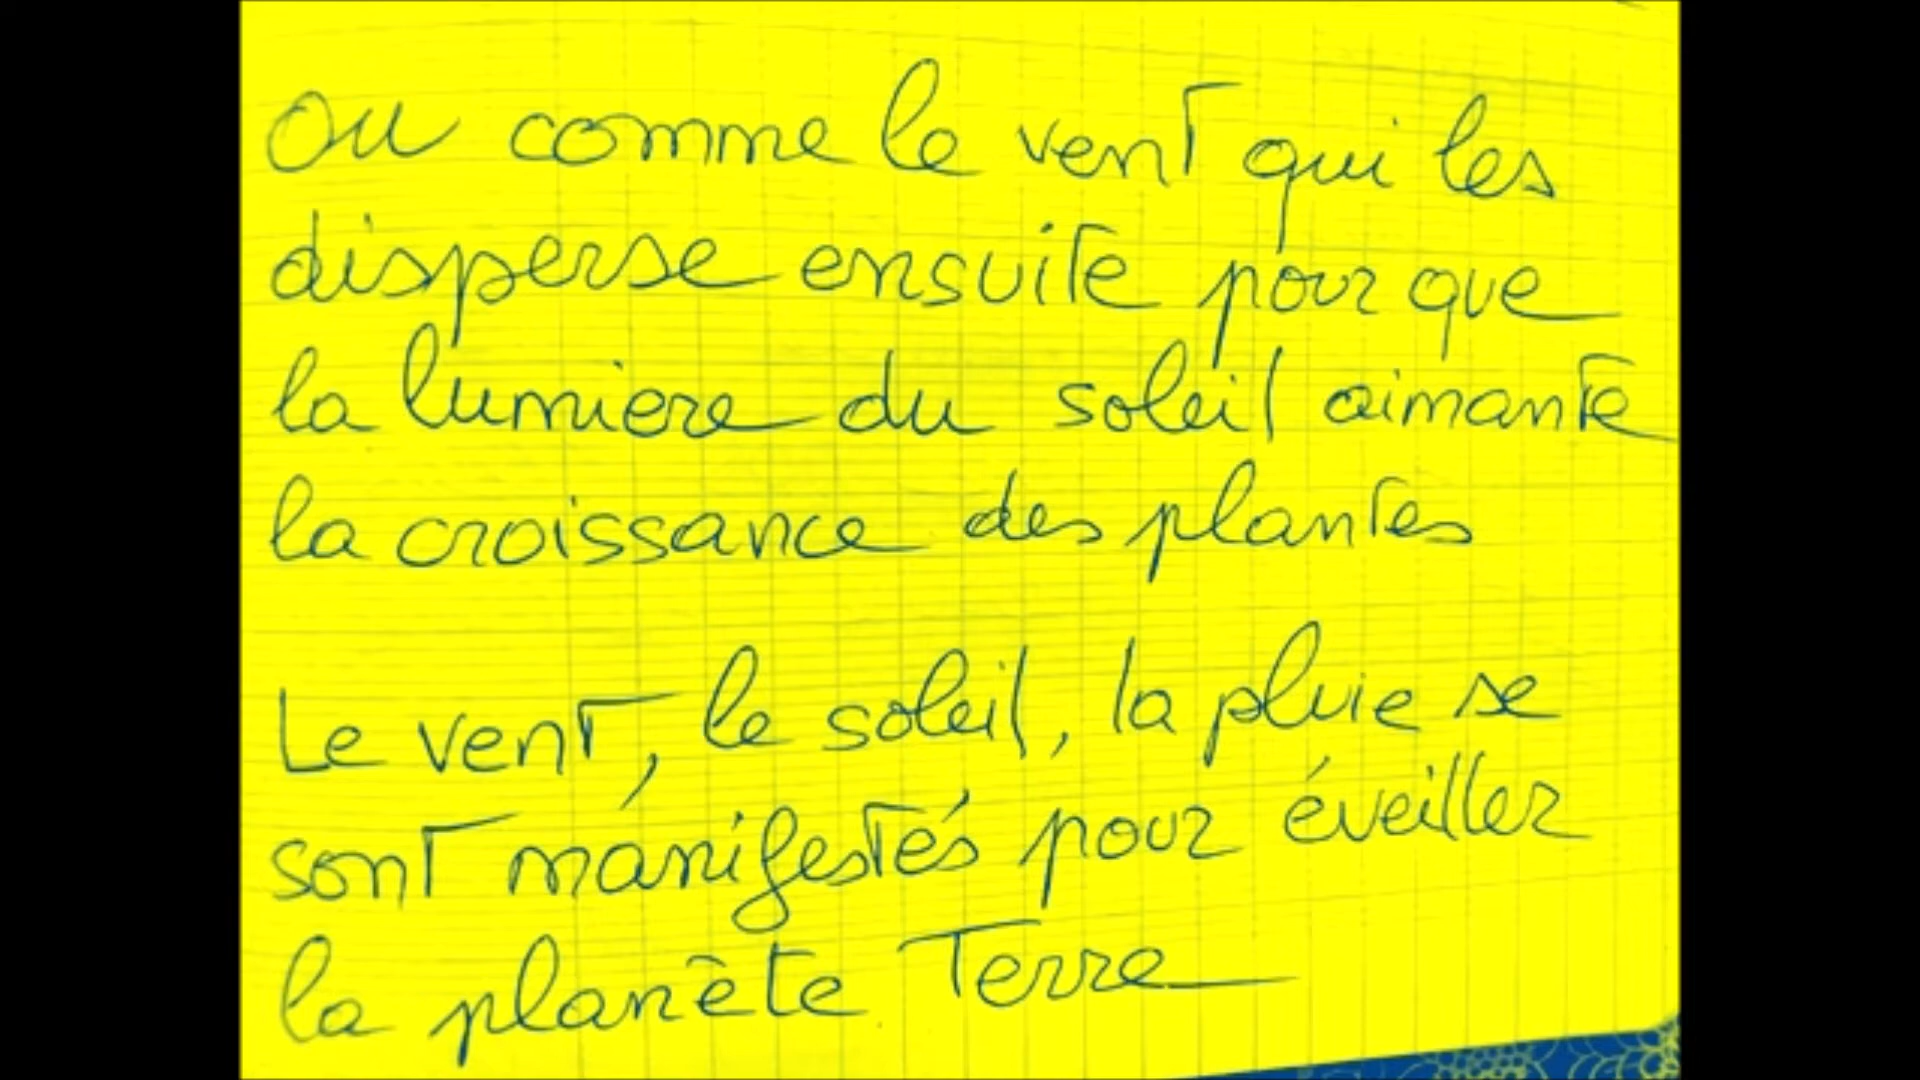 Ou comme le vent qui les
disperse ensuite pour que
la lumiere du soleil aimante
la croissance des plantes
Le vent, le soleil, la pluie se
sont manifestés pour éveiller
la planète Terre